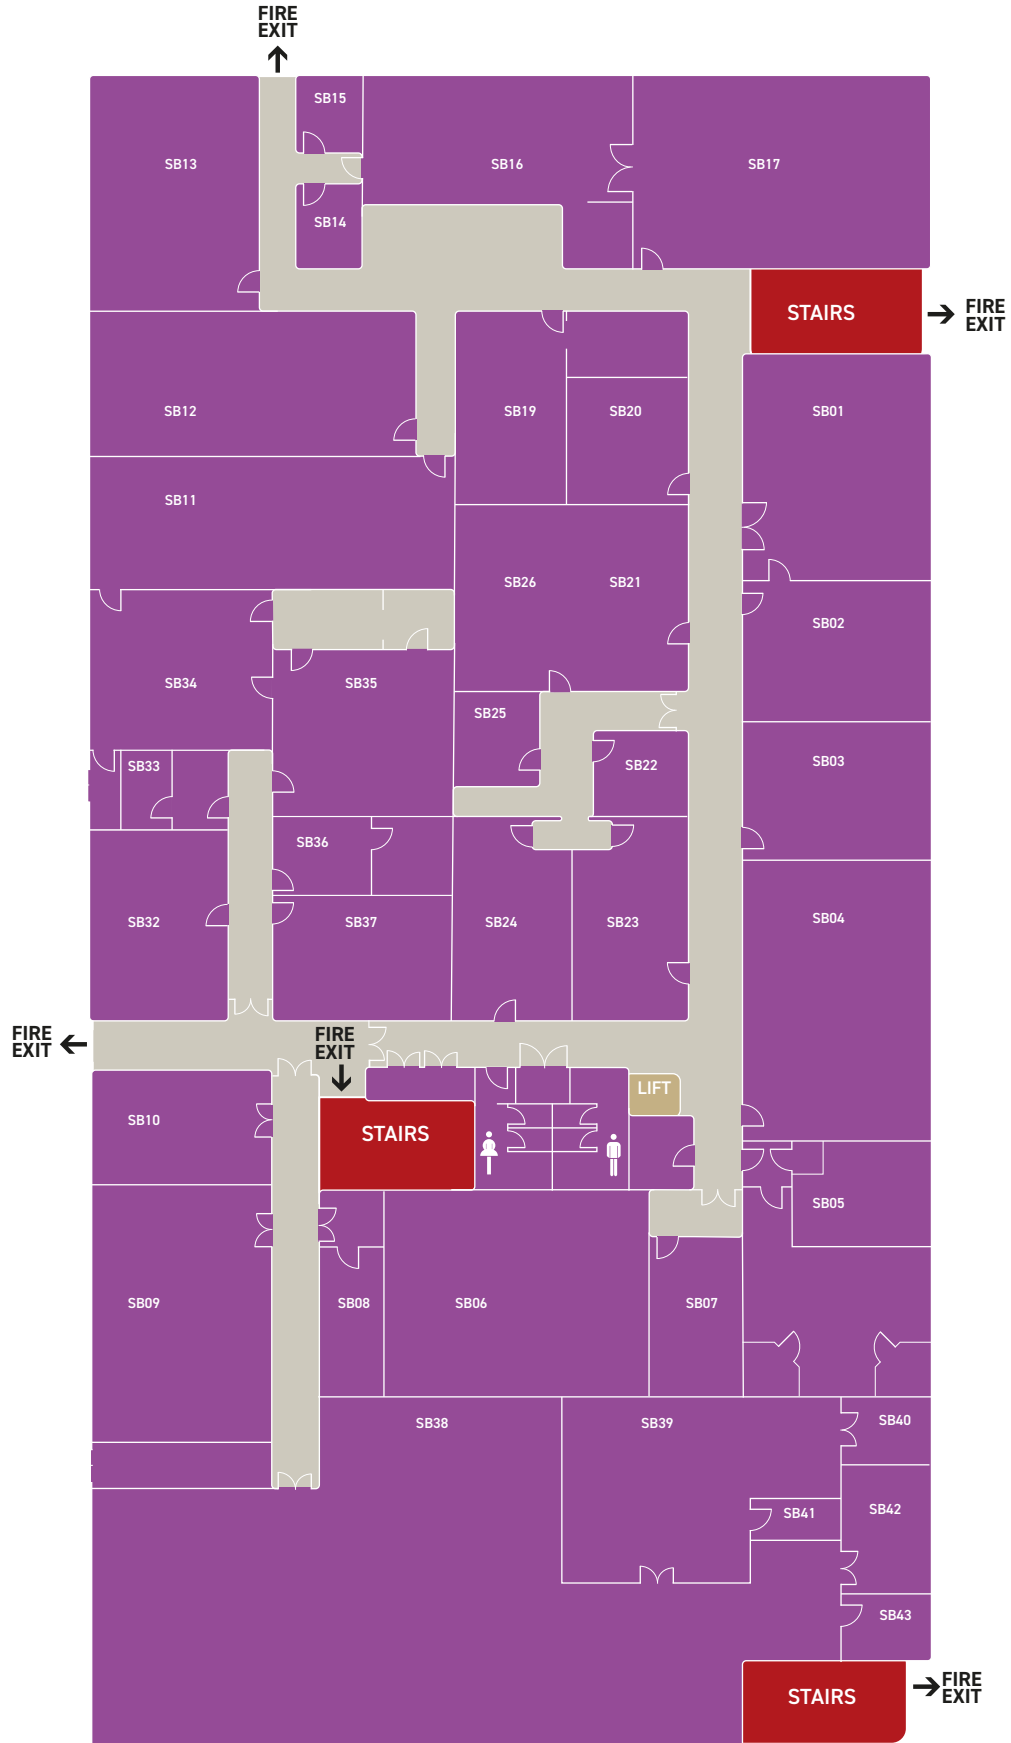 FIRE
EXIT
SB15
SB13
SB16
SB17
SB14
STAIRS
FIRE
EXIT
SB12
SB19
SB20
SB01
SB11
SB26
SB21
SB02
SB34
SB35
SB25
SB33
SB22
SB03
SB36
SB32
SB37
SB24
SB23
SB04
FIRE
EXIT
FIRE
EXIT
LIFT
SB10
STAIRS
SB05
SB09
SB08
SB06
SB07
SB38
SB39
SB40
SB41
SB42
SB43
STAIRS
FIRE
EXIT